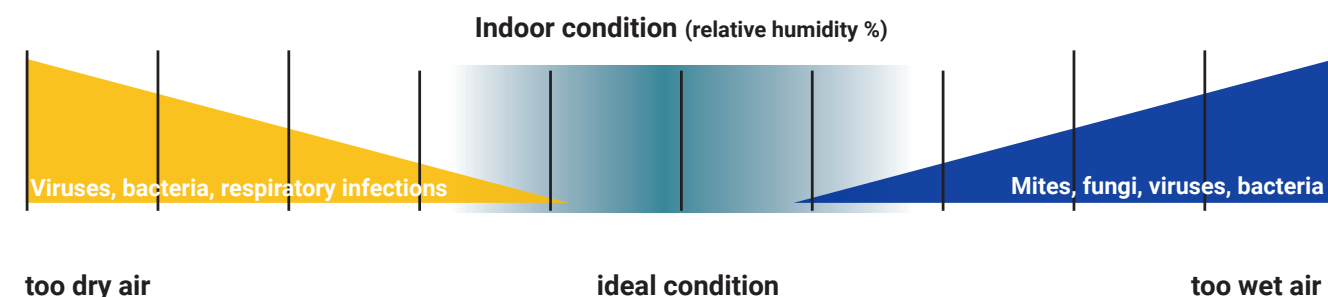 Indoor condition (relative humidity %)
Viruses, bacteria, respiratory infections
Mites, fungi, viruses, bacteria
too dry air
ideal condition
too wet air